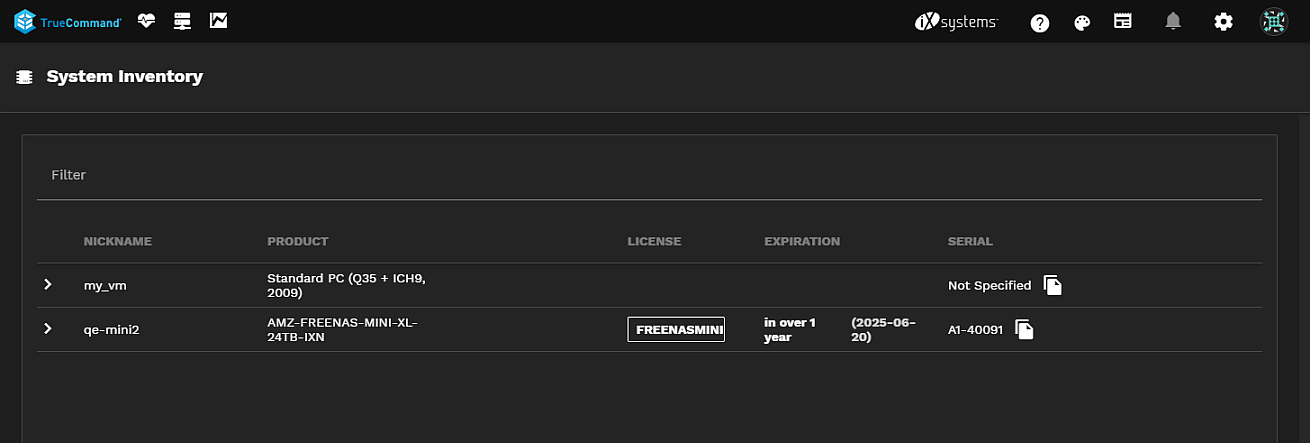 TrueCommand
iXsystems
System Inventory
Filter
NICKNAME PRODUCT LICENSE EXPIRATION SERIAL
my_vm Standard PC (Q35 + ICH9, 2009) Not Specified
qe-mini2 AMZ-FREENAS-MINI-XL-24TB-IXN FREENASMINI in over 1 year (2025-06-20) A1-40091